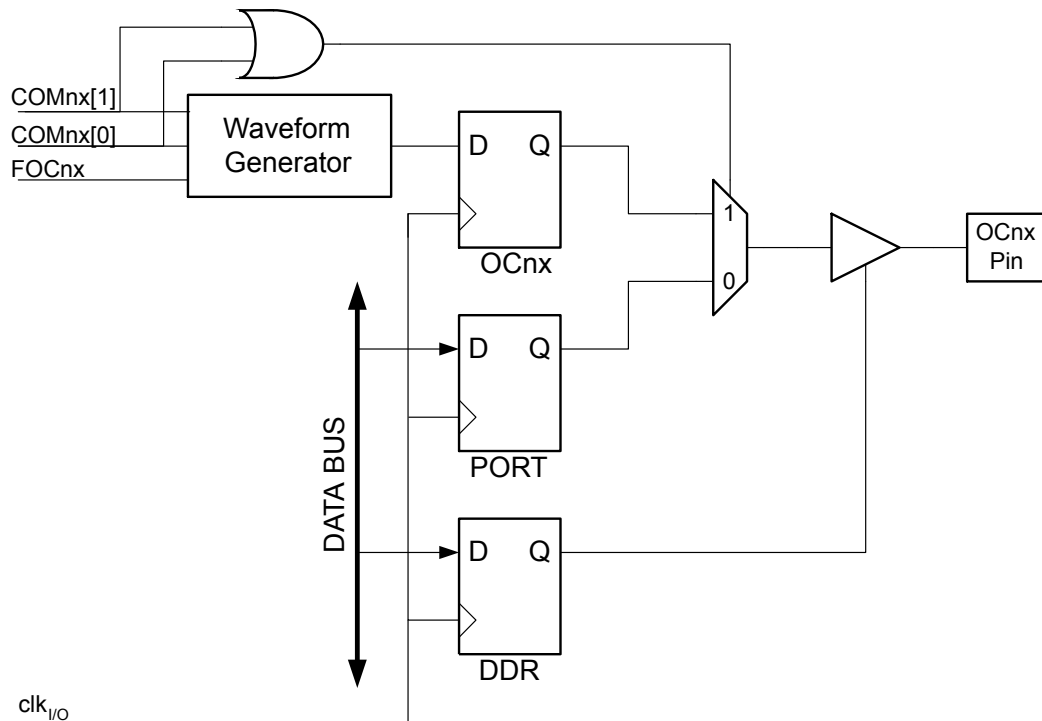 COMnx[1]
COMnx[0]
FOCnx
Waveform
Generator
D Q
OCnx
1
0
OCnx
Pin
D Q
PORT
DATA BUS
D Q
DDR
clkI/O